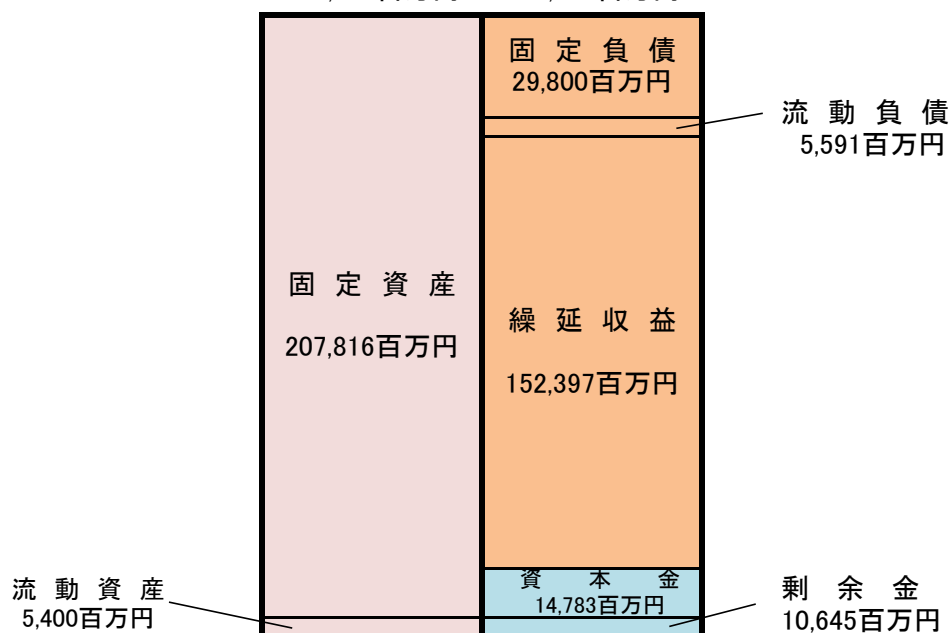 固定負債
29,800百万円
流動負債
5,591百万円
固定資産
207,816百万円
繰延収益
152,397百万円
資本金
14,783百万円
流動資産
5,400百万円
剰余金
10,645百万円